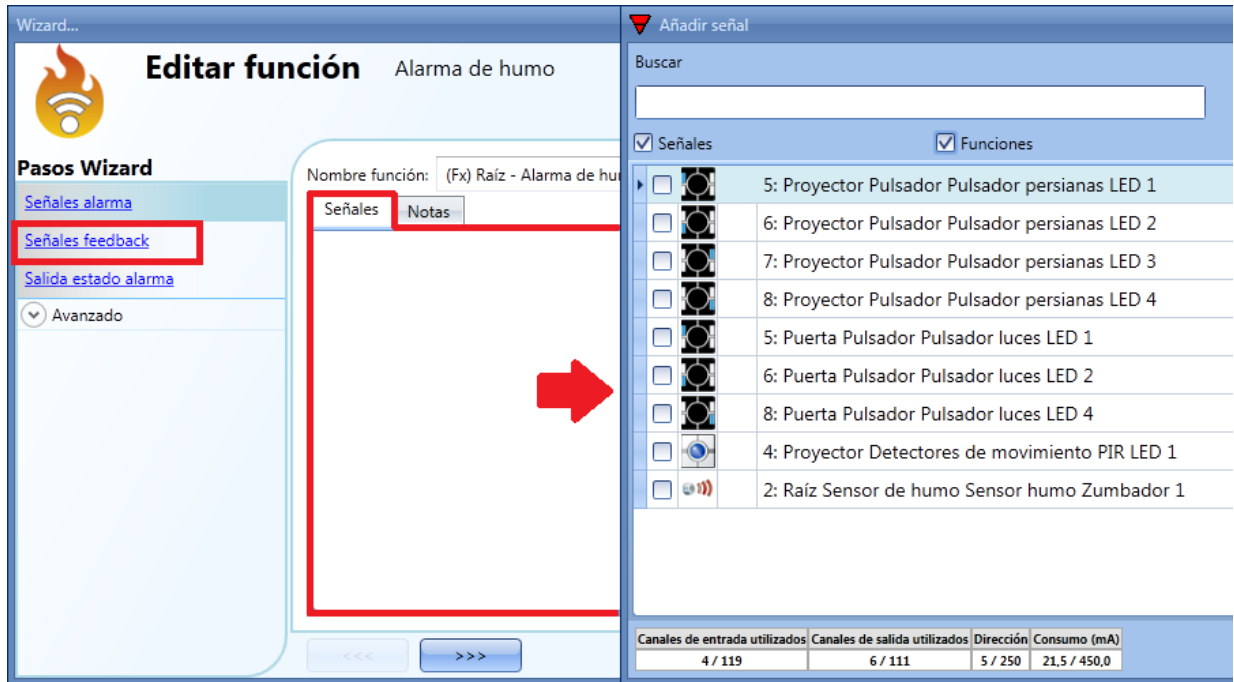 Wizard...
Editar función Alarma de humo
Pasos Wizard
Señales alarma
Señales feedback
Salida estado alarma
Avanzado
Nombre función: (Fx) Raíz - Alarma de hu
Señales Notas
<<< >>>
Añadir señal
Buscar
Señales Funciones
5: Proyector Pulsador Pulsador persianas LED 1
6: Proyector Pulsador Pulsador persianas LED 2
7: Proyector Pulsador Pulsador persianas LED 3
8: Proyector Pulsador Pulsador persianas LED 4
5: Puerta Pulsador Pulsador luces LED 1
6: Puerta Pulsador Pulsador luces LED 2
8: Puerta Pulsador Pulsador luces LED 4
4: Proyector Detectores de movimiento PIR LED 1
2: Raíz Sensor de humo Sensor humo Zumbador 1
Canales de entrada utilizados Canales de salida utilizados Dirección Consumo (mA)
4 / 119 6 / 111 5 / 250 21,5 / 450,0